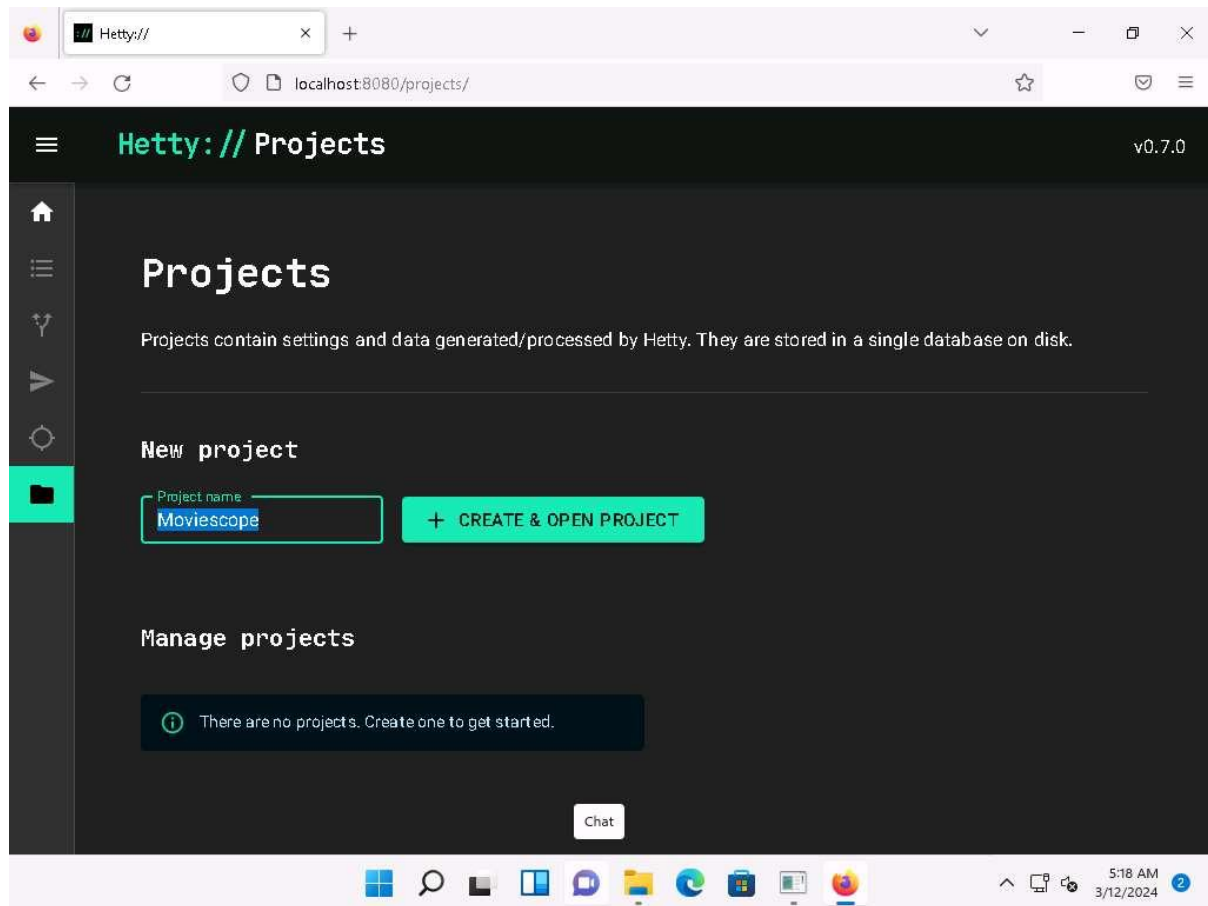 Hetty://
localhost:8080/projects/
Hetty:// Projects
v0.7.0
Projects
Projects contain settings and data generated/processed by Hetty. They are stored in a single database on disk.
New project
Project name
Moviescope
+ CREATE & OPEN PROJECT
Manage projects
There are no projects. Create one to get started.
Chat
5:18 AM
3/12/2024
2